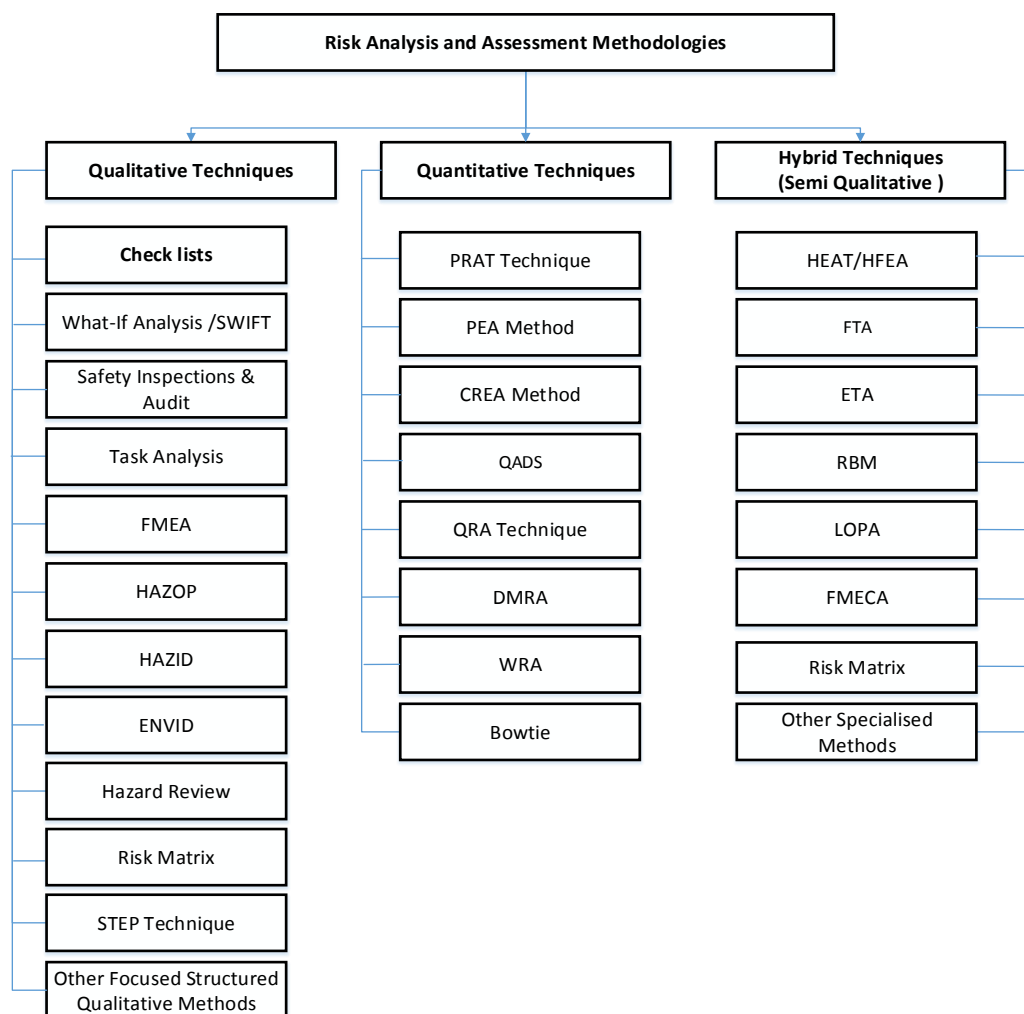 Risk Analysis and Assessment Methodologies
Qualitative Techniques
Check lists
What-If Analysis /SWIFT
Safety Inspections &
Audit
Task Analysis
FMEA
HAZOP
HAZID
ENVID
Hazard Review
Risk Matrix
STEP Technique
Other Focused Structured
Qualitative Methods
Quantitative Techniques
PRAT Technique
PEA Method
CREA Method
QADS
QRA Technique
DMRA
WRA
Bowtie
Hybrid Techniques
(Semi Qualitative )
HEAT/HFEA
FTA
ETA
RBM
LOPA
FMECA
Risk Matrix
Other Specialised
Methods